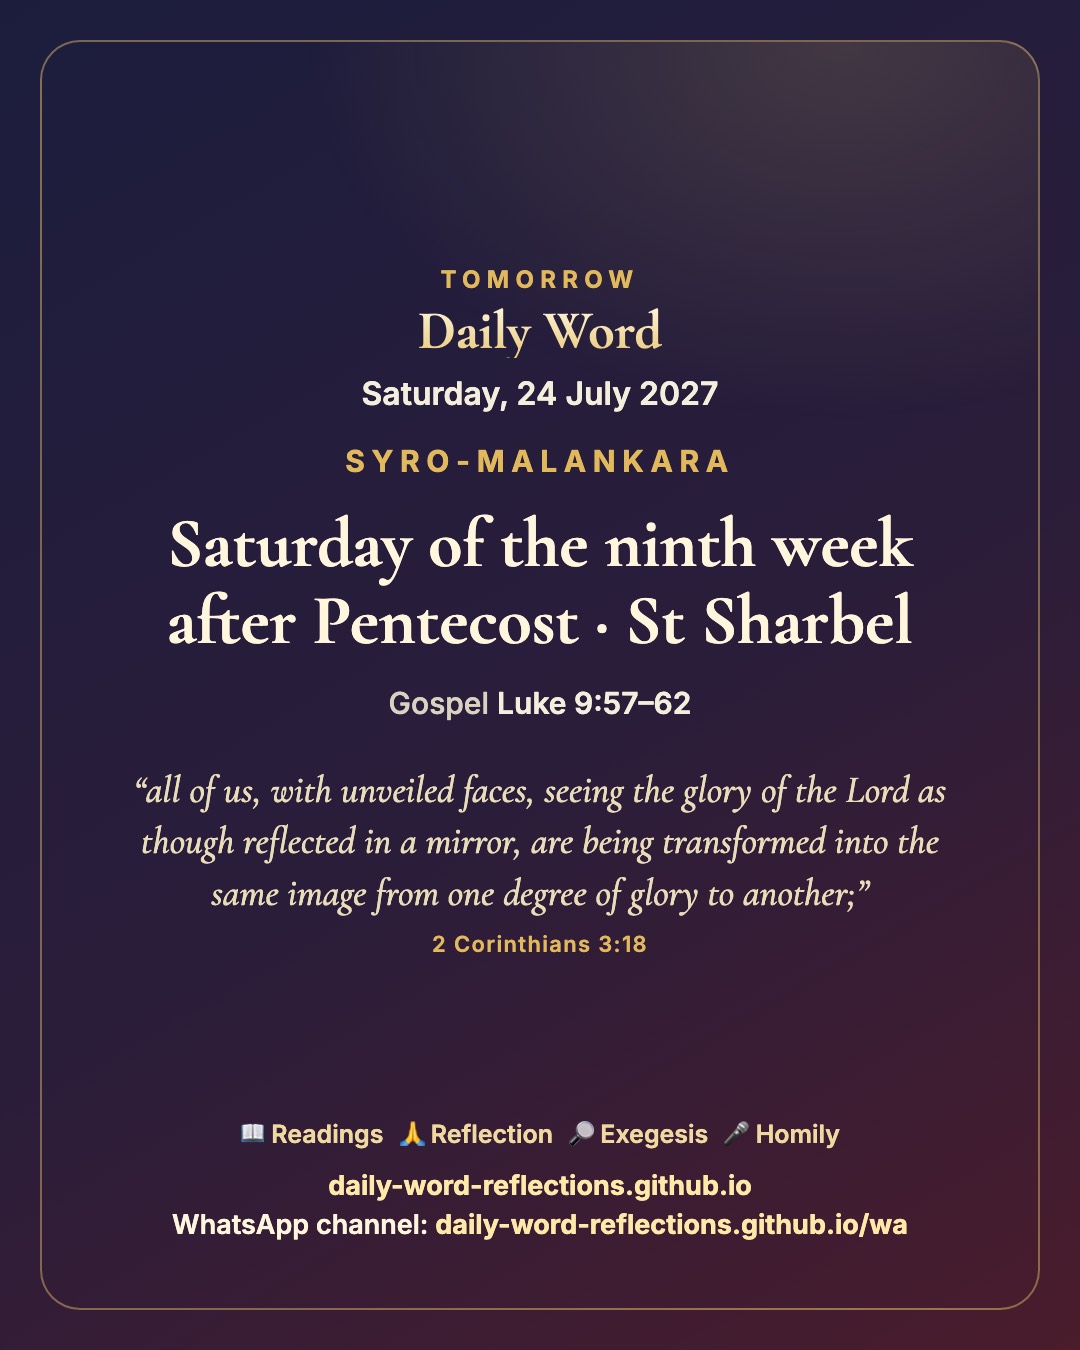 TOMORROW
Daily Word
Saturday, 24 July 2027
SYRO-MALANKARA
Saturday of the ninth week
after Pentecost · St Sharbel
Gospel Luke 9:57–62
“all of us, with unveiled faces, seeing the glory of the Lord as
though reflected in a mirror, are being transformed into the
same image from one degree of glory to another;”
2 Corinthians 3:18
📖 Readings 🙏 Reflection 🔎 Exegesis 🎤 Homily
daily-word-reflections.github.io
WhatsApp channel: daily-word-reflections.github.io/wa